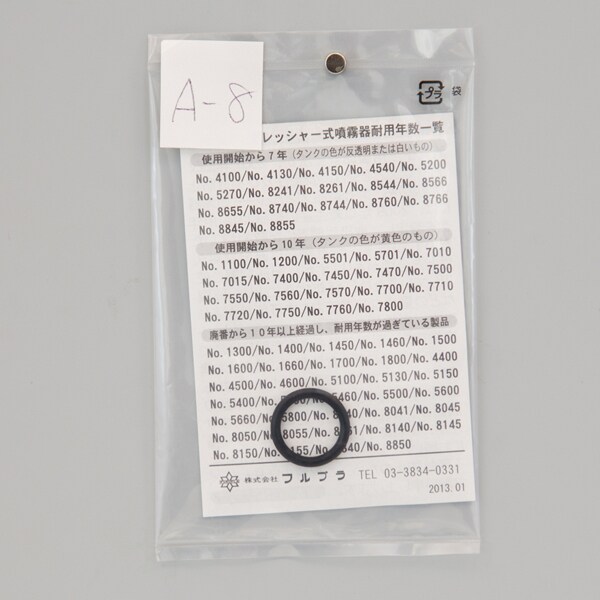 A-8
プラ 袋
レッシャー式噴霧器耐用年数一覧
使用開始から7年（タンクの色が反透明または白いもの）
No. 4100/No. 4130/No. 4150/No. 4540/No. 5200
No. 5270/No. 8241/No. 8261/No. 8544/No. 8566
No. 8655/No. 8740/No. 8744/No. 8760/No. 8766
No. 8845/No. 8855
使用開始から10年（タンクの色が黄色のもの）
No. 1100/No. 1200/No. 5501/No. 5701/No. 7010
No. 7015/No. 7400/No. 7450/No. 7470/No. 7500
No. 7550/No. 7560/No. 7570/No. 7700/No. 7710
No. 7720/No. 7750/No. 7760/No. 7800
廃番から10年以上経過し、耐用年数が過ぎている製品
No. 1300/No. 1400/No. 1450/No. 1460/No. 1500
No. 1600/No. 1660/No. 1700/No. 1800/No. 4400
No. 4500/No. 4600/No. 5100/No. 5130/No. 5150
No. 5400/No. 5460/No. 5500/No. 5600
No. 5660/No. 5800/No. 8040/No. 8041/No. 8045
No. 8050/No. 8055/No. /No. 8140/No. 8145
No. 8150/No. 8155/No. /No. 8850
株式会社 フルプラ TEL 03-3834-0331
2013.01